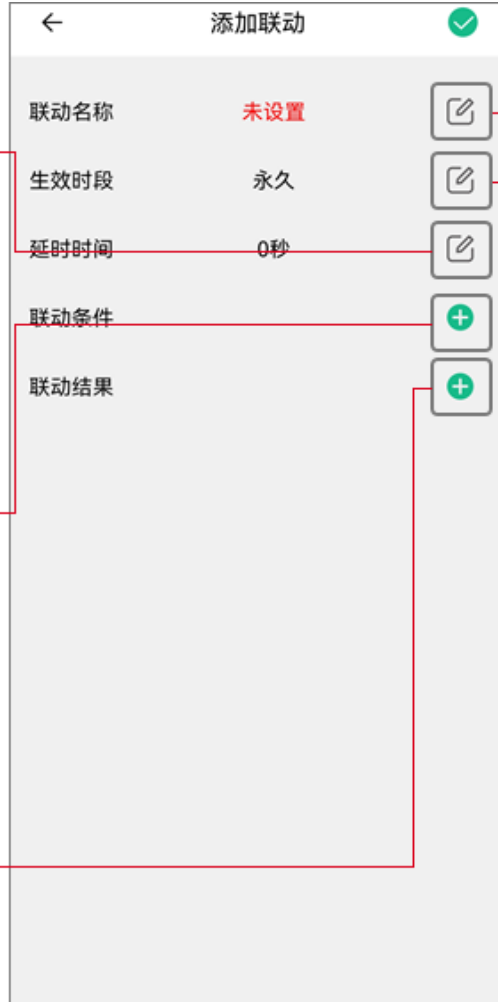 添加联动
联动名称 未设置
生效时段 永久
延时时间 0秒
联动条件
联动结果